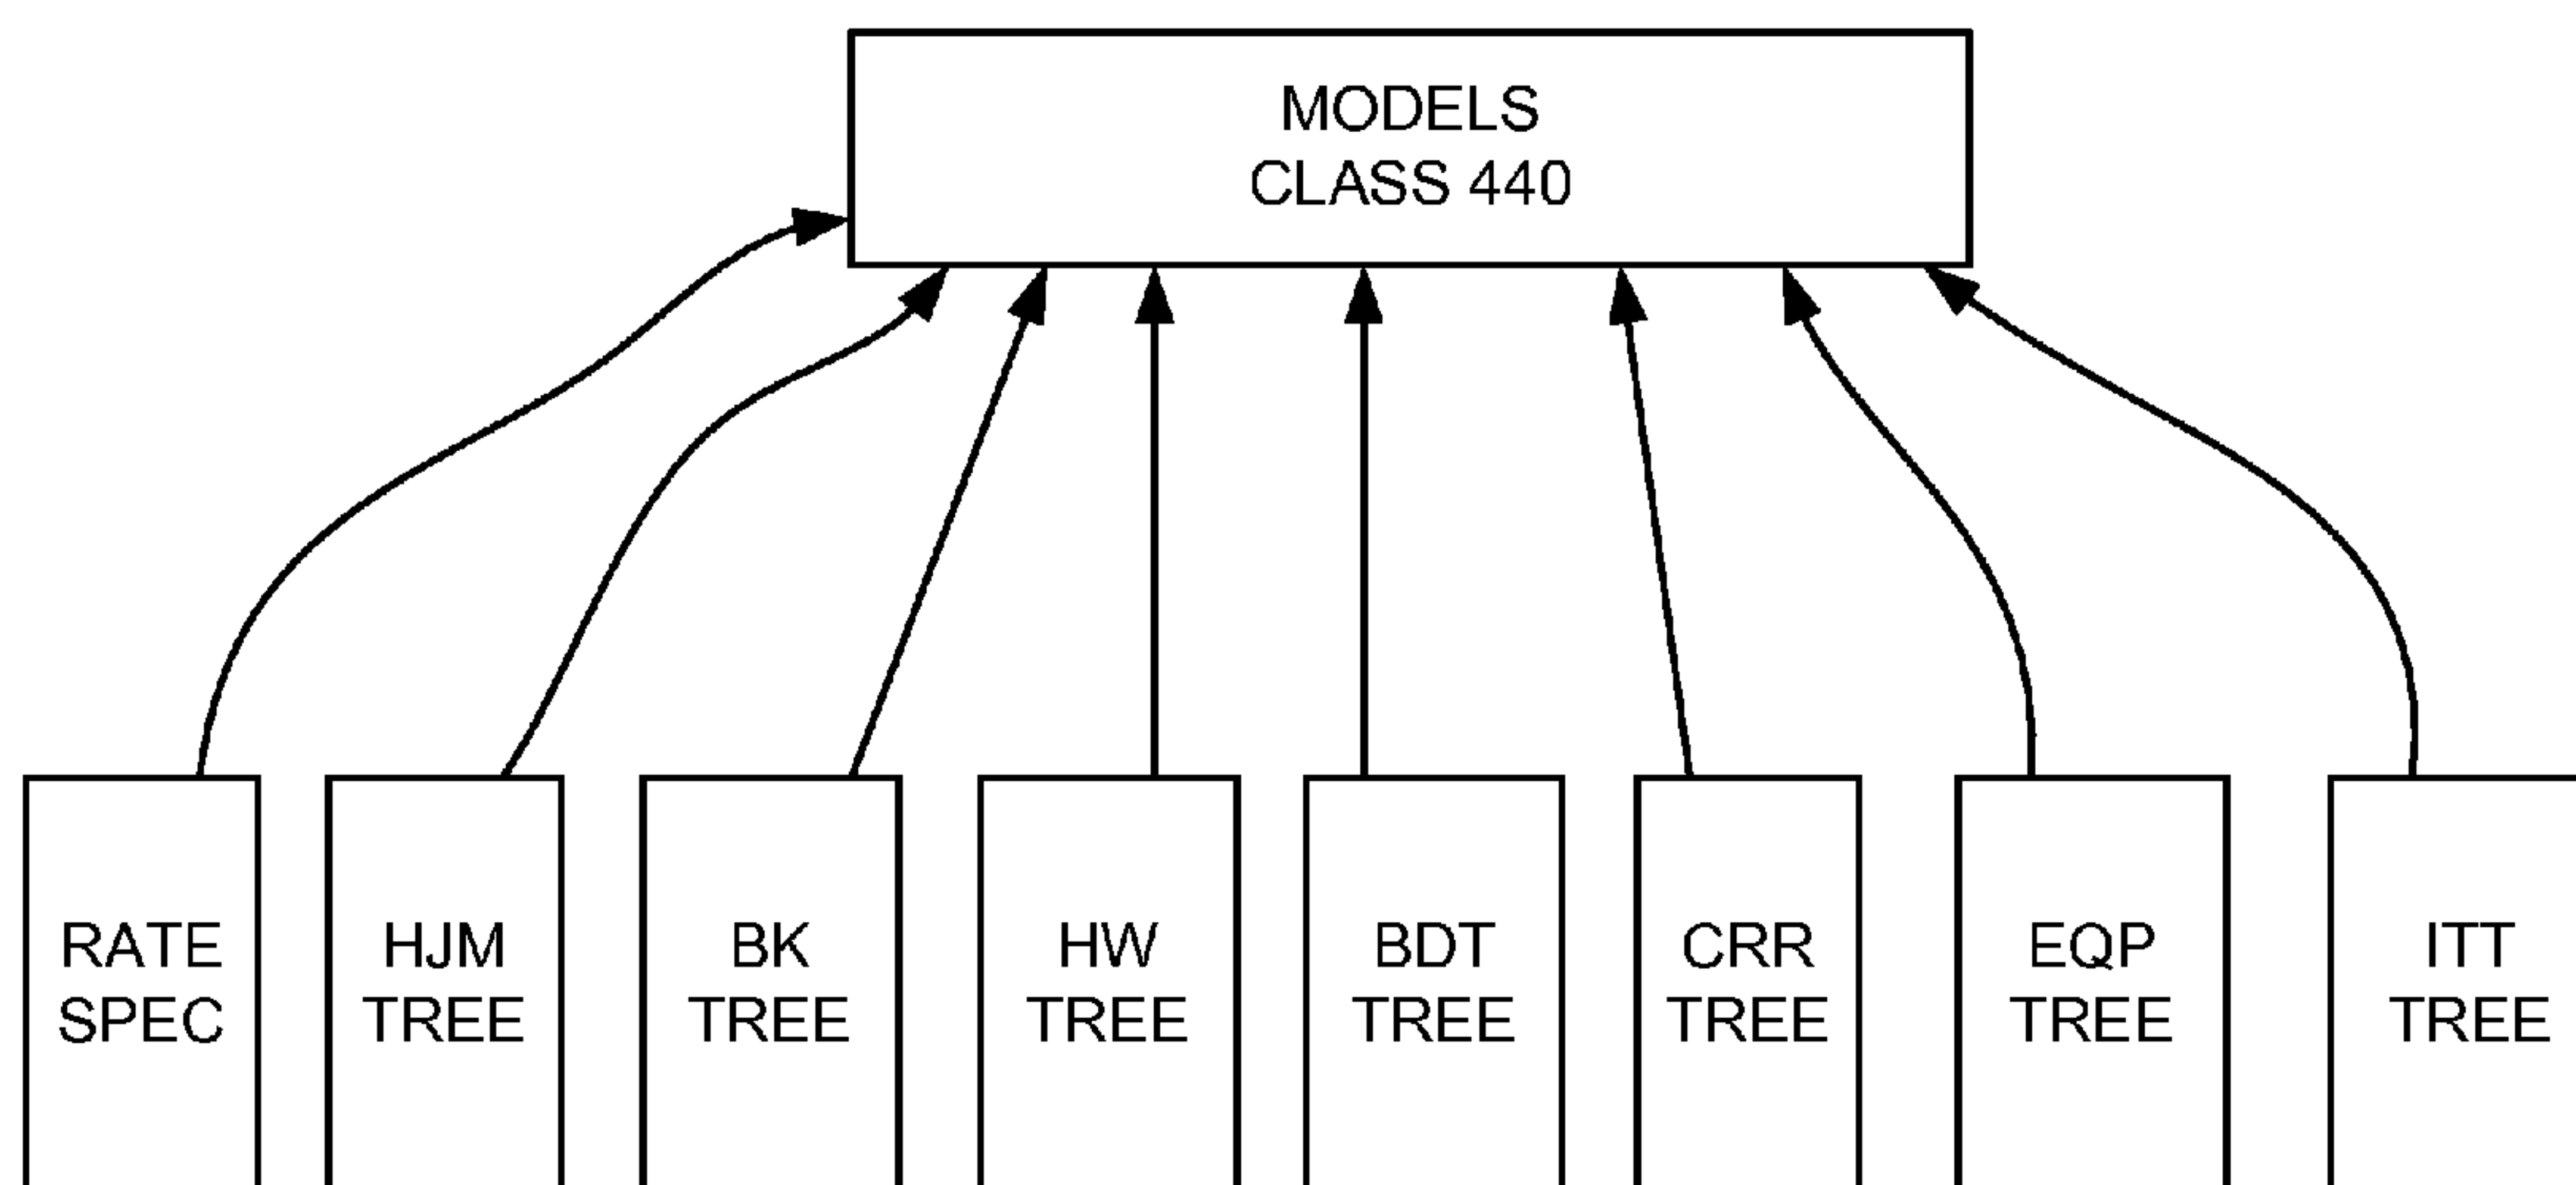 MODELS
CLASS 440
RATE
SPEC
HJM
TREE
BK
TREE
HW
TREE
BDT
TREE
CRR
TREE
EQP
TREE
ITT
TREE